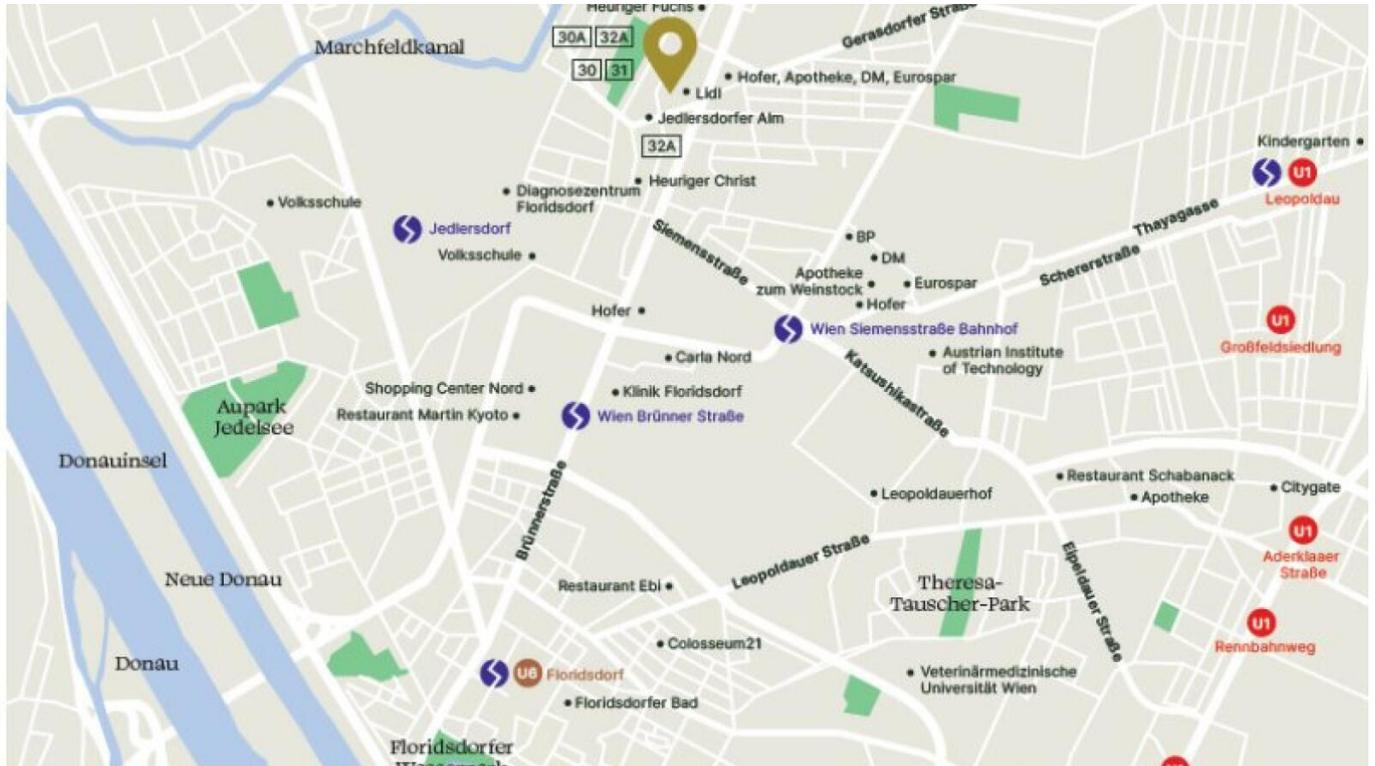 Heuriger Fuchs
Gerasdorfer Straße
Marchfeldkanal
30A 32A
30 31
Hofer, Apotheke, DM, Eurospar
Lidl
Jedlersdorfer Alm
32A
Kindergarten
U1
Leopoldau
Heuriger Christ
Diagnosezentrum
Floridsdorf
Volksschule
Jedlersdorf
Volksschule
Siemensstraße
Thayagasse
Schererstraße
BP
DM
Apotheke
zum Weinstock
Eurospar
Hofer
Hofer
Wien Siemensstraße Bahnhof
U1
Großfeldsiedlung
Carla Nord
Austrian Institute
of Technology
Katsushikastraße
Shopping Center Nord
Klinik Floridsdorf
Restaurant Martin Kyoto
Wien Brünner Straße
Aupark
Jedelsee
Donauinsel
Brünnerstraße
Restaurant Schabanack
Citygate
Leopoldauerhof
Apotheke
U1
Aderklaaer
Straße
Leopoldauer Straße
Eipeldauer Straße
Neue Donau
Restaurant Ebi
Theresa-
Tauscher-Park
U1
Rennbahnweg
Donau
Colosseum21
U6 Floridsdorf
Veterinärmedizinische
Universität Wien
Floridsdorfer Bad
Floridsdorfer